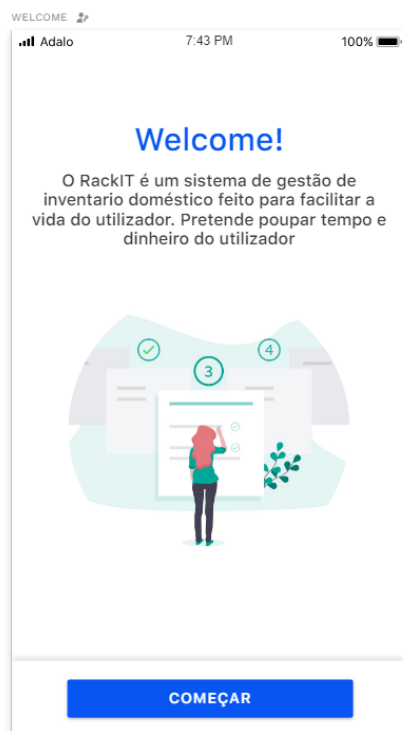 WELCOME
Adalo 7:43 PM 100%
Welcome!
O RackIT é um sistema de gestão de
inventario doméstico feito para facilitar a
vida do utilizador. Pretende poupar tempo e
dinheiro do utilizador
3
4
COMEÇAR